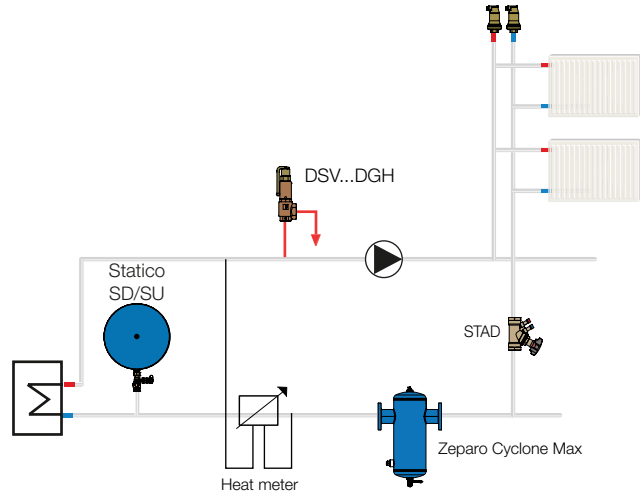 DSV...DGH
Statico
SD/SU
STAD
Zeparo Cyclone Max
Heat meter